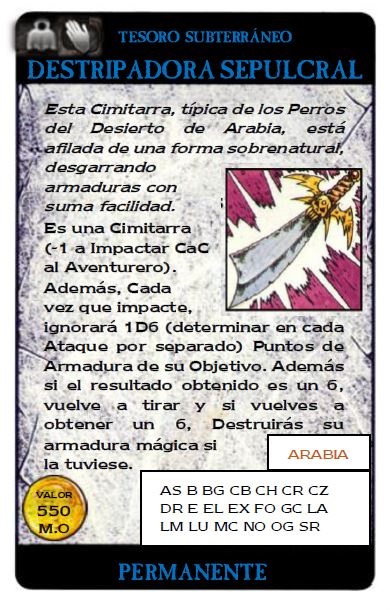 TESORO SUBTERRÁNEO
DESTRIPADORA SEPULCRAL
Esta Cimitarra, típica de los Perros
del Desierto de Arabia, está
afilada de una forma sobrenatural,
desgarrando
armaduras con
suma facilidad.
Es una Cimitarra
(-1 a Impactar CaC
al Aventurero).
Además, Cada
vez que impacte,
ignorará 1D6 (determinar en cada
Ataque por separado) Puntos de
Armadura de su Objetivo. Además
si el resultado obtenido es un 6,
vuelve a tirar y si vuelves a
obtener un 6, Destruirás su
armadura mágica si
la tuviese.
ARABIA
VALOR
550
M.O
AS B BG CB CH CR CZ
DR E EL EX FO GC LA
LM LU MC NO OG SR
PERMANENTE